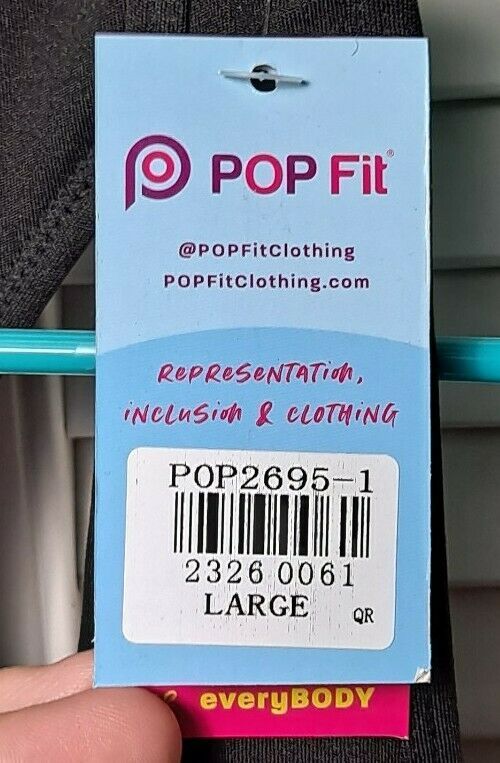 POP Fit®
@POPFitClothing
POPFitClothing.com
Representation,
inclusion & clothing
POP2695-1
2326 0061
LARGE
QR
everyBODY